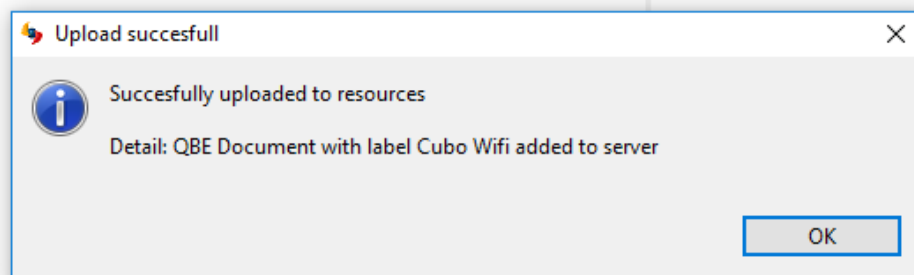 Upload succesfull
Succesfully uploaded to resources
Detail: QBE Document with label Cubo Wifi added to server
OK